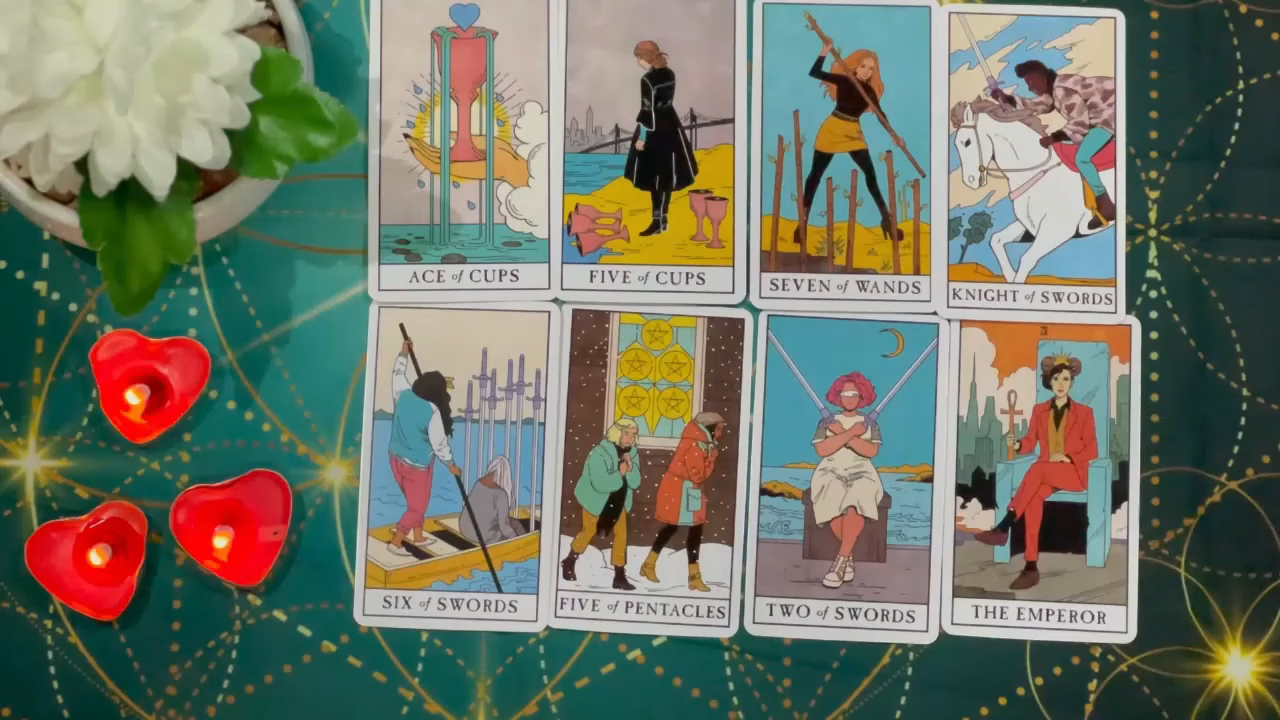 ACE of CUPS
FIVE of CUPS
SEVEN of WANDS
KNIGHT of SWORDS
SIX of SWORDS
FIVE of PENTACLES
TWO of SWORDS
THE EMPEROR